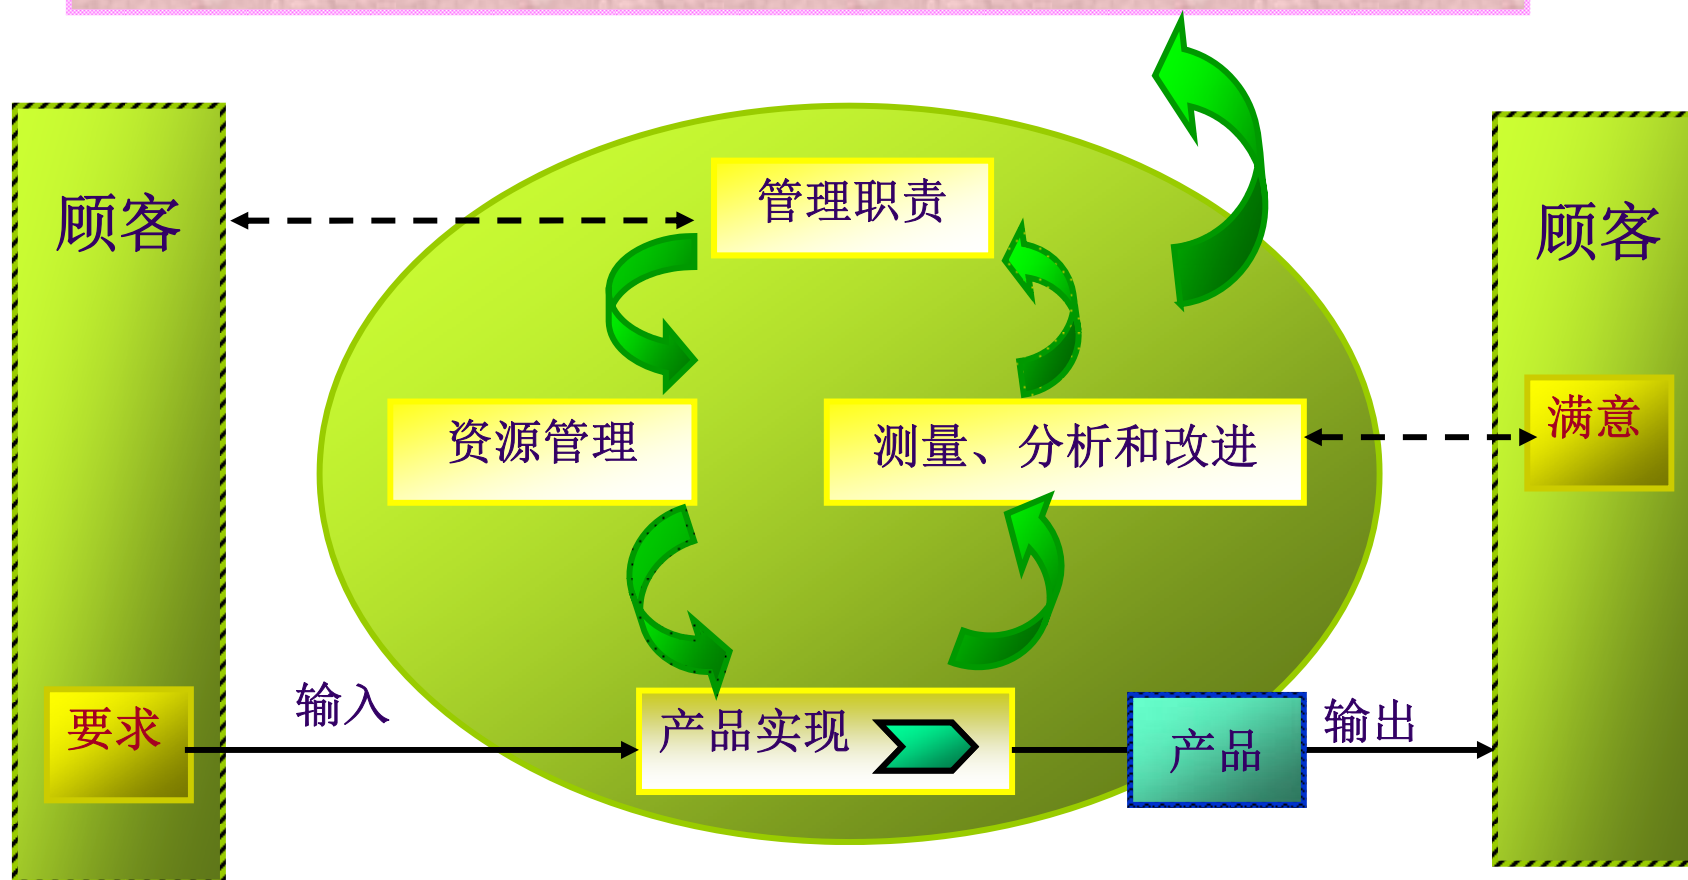 管理职责
顾客
顾客
资源管理
测量、分析和改进
满意
要求
输入
产品实现
产品
输出